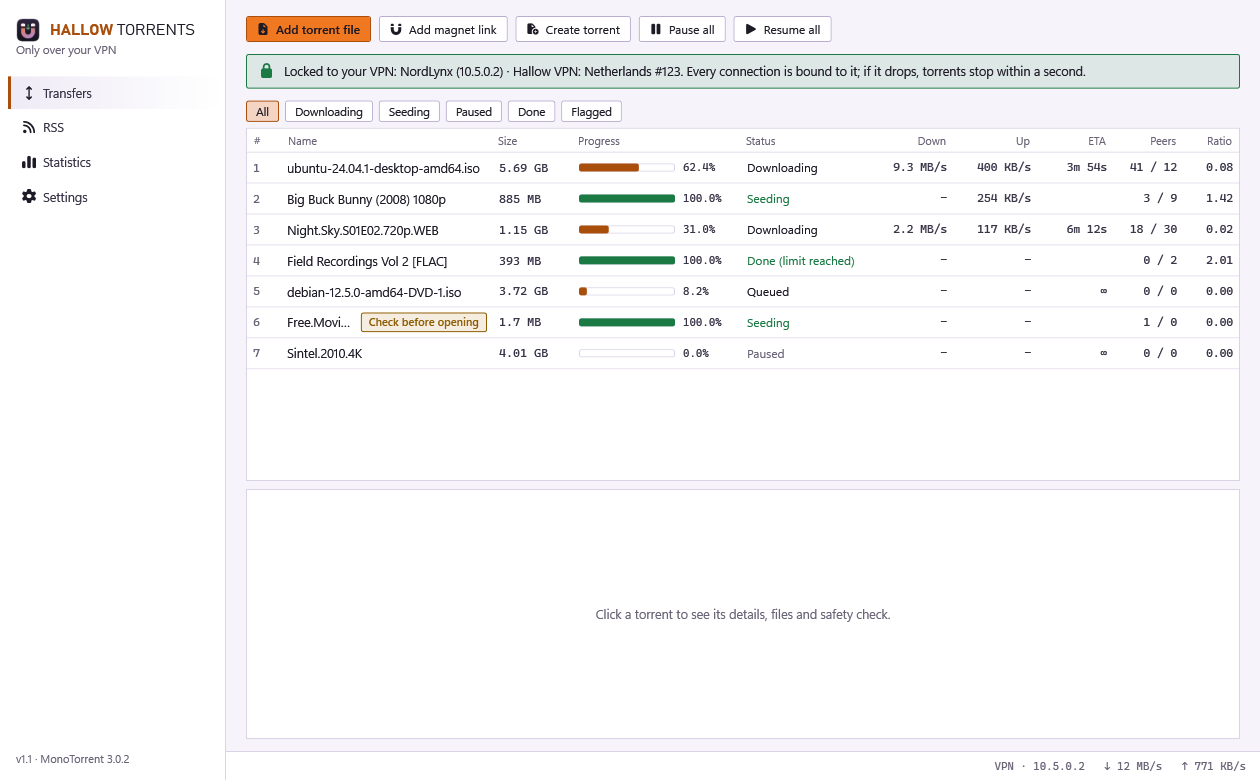 HALLOW TORRENTS
Only over your VPN
Transfers
RSS
Statistics
Settings
v1.1 · MonoTorrent 3.0.2
Add torrent file Add magnet link Create torrent Pause all Resume all
Locked to your VPN: NordLynx (10.5.0.2) · Hallow VPN: Netherlands #123. Every connection is bound to it; if it drops, torrents stop within a second.
All Downloading Seeding Paused Done Flagged
# Name Size Progress Status Down Up ETA Peers Ratio
1 ubuntu-24.04.1-desktop-amd64.iso 5.69 GB 62.4% Downloading 9.3 MB/s 400 KB/s 3m 54s 41 / 12 0.08
2 Big Buck Bunny (2008) 1080p 885 MB 100.0% Seeding – 254 KB/s 3 / 9 1.42
3 Night.Sky.S01E02.720p.WEB 1.15 GB 31.0% Downloading 2.2 MB/s 117 KB/s 6m 12s 18 / 30 0.02
4 Field Recordings Vol 2 [FLAC] 393 MB 100.0% Done (limit reached) – – 0 / 2 2.01
5 debian-12.5.0-amd64-DVD-1.iso 3.72 GB 8.2% Queued – – ∞ 0 / 0 0.00
6 Free.Movi... Check before opening 1.7 MB 100.0% Seeding – – 1 / 0 0.00
7 Sintel.2010.4K 4.01 GB 0.0% Paused – – ∞ 0 / 0 0.00
Click a torrent to see its details, files and safety check.
VPN · 10.5.0.2 ↓ 12 MB/s ↑ 771 KB/s